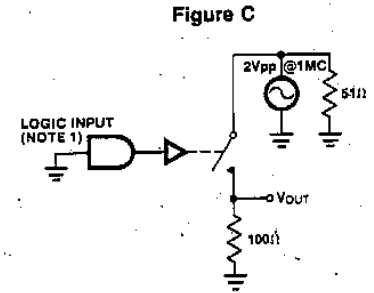 Figure C
2Vpp @1MC
51Ω
LOGIC INPUT
(NOTE 1)
VOUT
100Ω